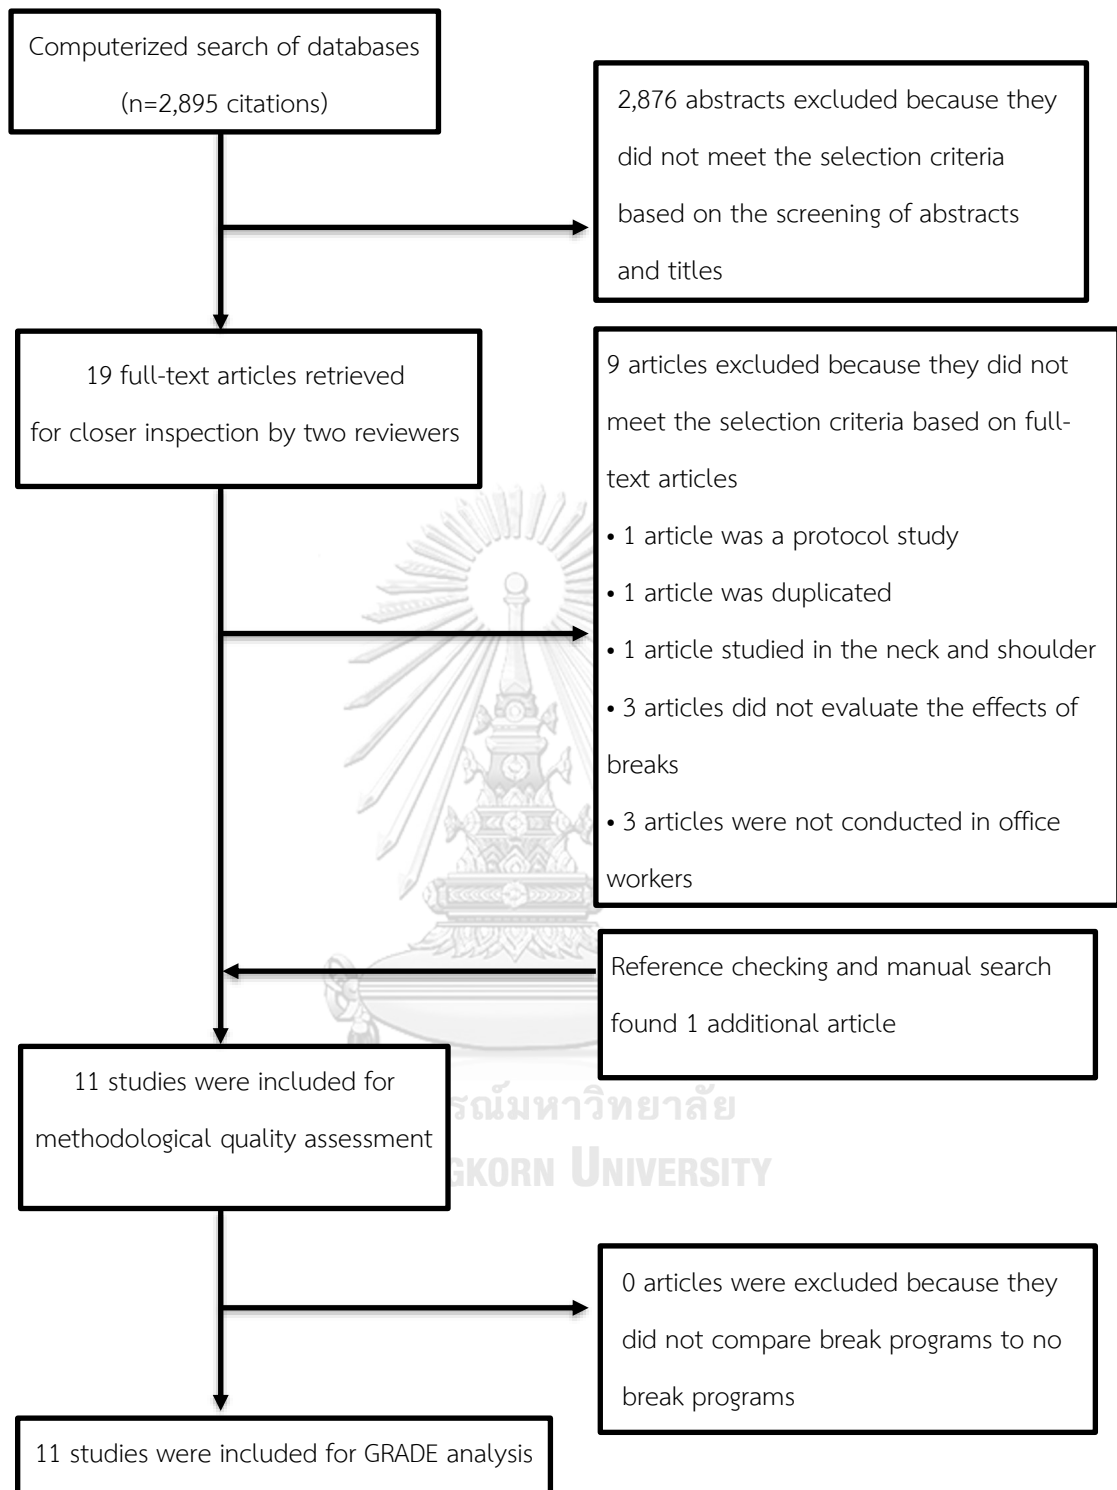 Computerized search of databases
(n=2,895 citations)
2,876 abstracts excluded because they
did not meet the selection criteria
based on the screening of abstracts
and titles
19 full-text articles retrieved
for closer inspection by two reviewers
9 articles excluded because they did not
meet the selection criteria based on full-
text articles
• 1 article was a protocol study
• 1 article was duplicated
• 1 article studied in the neck and shoulder
• 3 articles did not evaluate the effects of
breaks
• 3 articles were not conducted in office
workers
Reference checking and manual search
found 1 additional article
11 studies were included for
methodological quality assessment
UNIVERSITY
0 articles were excluded because they
did not compare break programs to no
break programs
11 studies were included for GRADE analysis